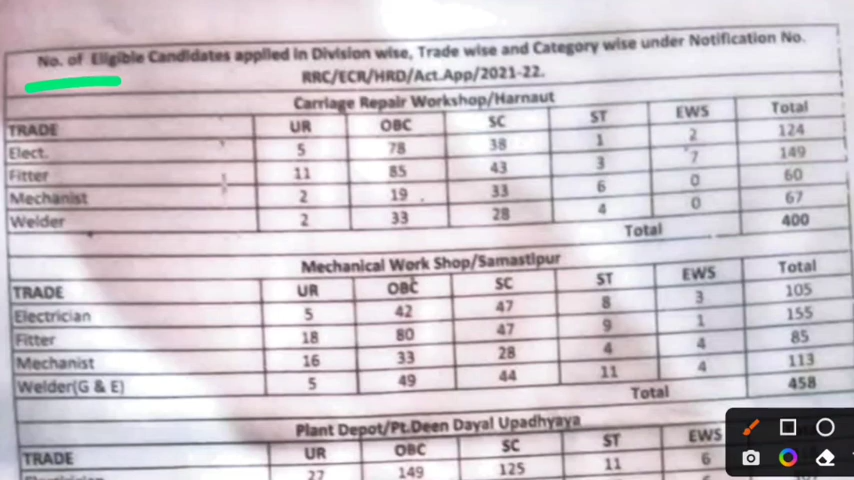 No. of Eligible Candidates applied in Division wise, Trade wise and Category wise under Notification No.
RRC/ECR/HRD/Act.App/2021-22.
Carriage Repair Workshop/Harnaut
TRADE UR OBC SC ST EWS Total
Elect. 5 78 38 1 2 124
Fitter 11 85 43 3 7 149
Mechanist 2 19 33 6 0 60
Welder 2 33 28 4 0 67
Total 400
Mechanical Work Shop/Samastipur
TRADE UR OBC SC ST EWS Total
Electrician 5 42 47 8 3 105
Fitter 18 80 47 9 1 155
Mechanist 16 33 28 4 4 85
Welder(G & E) 5 49 44 11 4 113
Total 458
Plant Depot/Pt.Deen Dayal Upadhyaya
TRADE UR OBC SC ST EWS
27 149 125 11 6